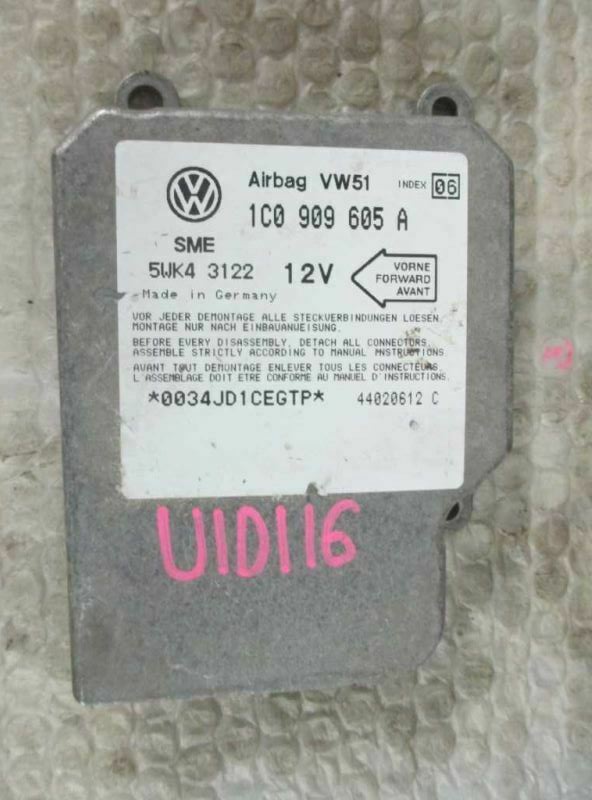 Airbag VW51 INDEX 06
1C0 909 605 A
SME
5WK4 3122 12V
VORNE
FORWARD
AVANT
Made in Germany
VOR JEDER DEMONTAGE ALLE STECKVERBINDUNGEN LOESEN.
MONTAGE NUR NACH EINBAUANWEISUNG.
BEFORE EVERY DISASSEMBLY, DETACH ALL CONNECTORS.
ASSEMBLE STRICTLY ACCORDING TO MANUAL INSTRUCTIONS
AVANT TOUT DEMONTAGE ENLEVER TOUS LES CONNECTEURS.
L'ASSEMBLAGE DOIT ETRE CONFORME AU MANUEL D'INSTRUCTIONS.
*0034JD1CEGTP* 44020612 C
U1D116